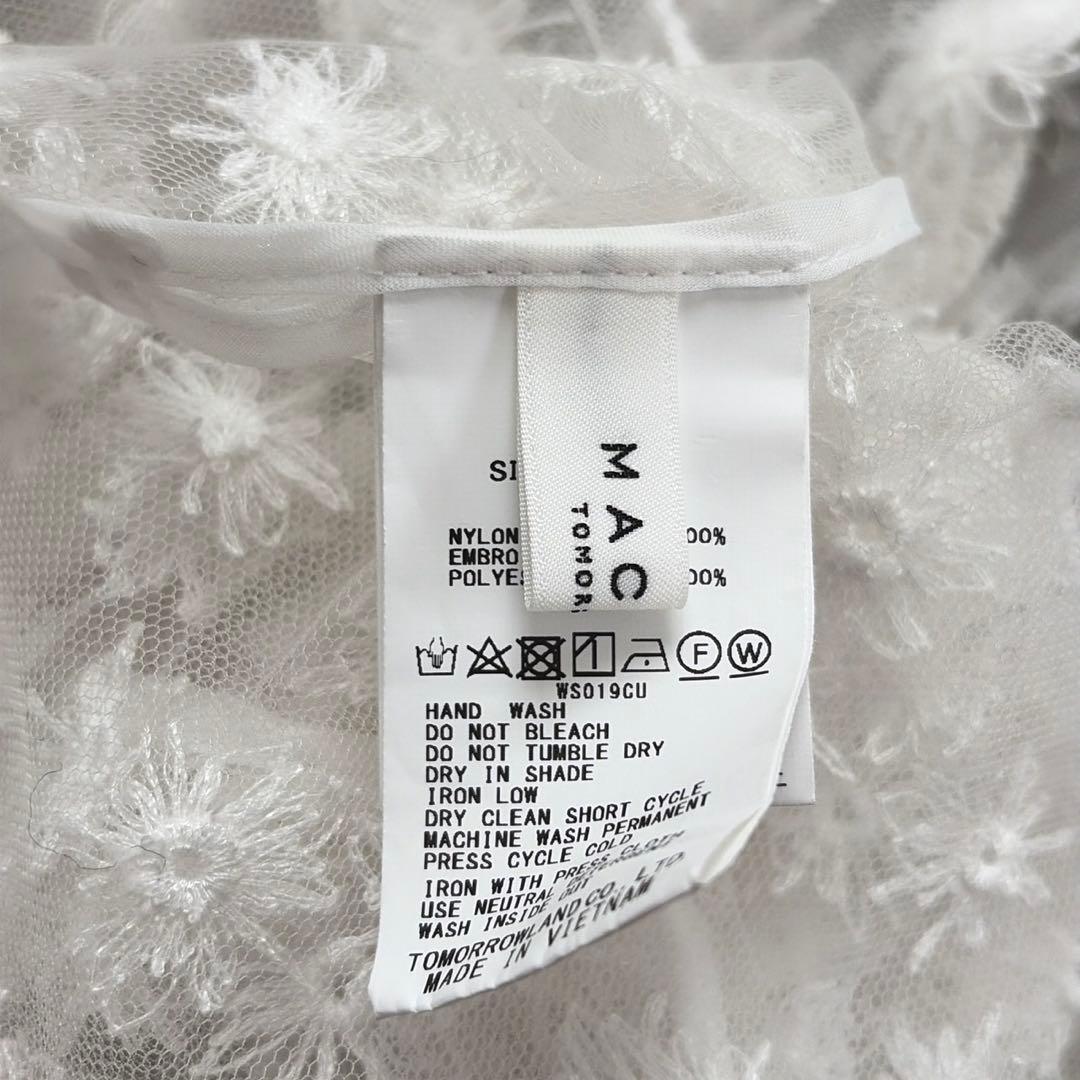 MAC
TOMOR
SI
NYLON 00%
EMBRO
POLYES 00%
F W
WS019CU
HAND WASH
DO NOT BLEACH
DO NOT TUMBLE DRY
DRY IN SHADE
IRON LOW
DRY CLEAN SHORT CYCLE
MACHINE WASH PERMANENT
PRESS CYCLE COLD
IRON WITH PRESS CLOTH
USE NEUTRAL DETERGENT
WASH INSIDE OUT
TOMORROWLAND CO., LTD.
MADE IN VIETNAM